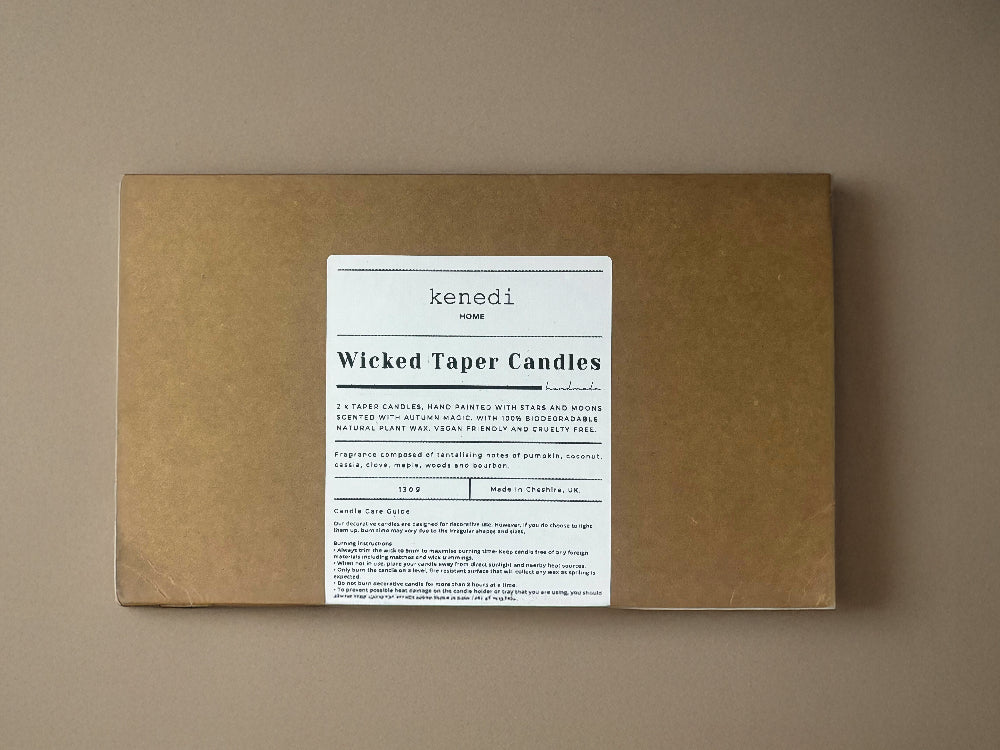 kenedi
HOME
Wicked Taper Candles
handmade
2 x TAPER CANDLES, HAND PAINTED WITH STARS AND MOONS
SCENTED WITH AUTUMN MAGIC. WITH 100% BIODEGRADABLE
NATURAL PLANT WAX, VEGAN FRIENDLY AND CRUELTY FREE.
Fragrance composed of tantalising notes of pumpkin, coconut,
cassia, clove, maple, woods and bourbon.
130g
Made in Cheshire, UK.
Candle Care Guide
Our decorative candles are designed for decorative use. However, if you do choose to light
them up, burn time may vary due to the irregular shapes and sizes.
Burning instructions
• Always trim the wick to 5mm to maximise burning time. Keep candle free of any foreign
materials including matches and wick trimmings.
• When not in use, place your candle away from direct sunlight and nearby heat sources.
• Only burn the candle on a level, fire resistant surface that will collect any wax as spilling is
expected.
• Do not burn decorative candle for more than 2 hours at a time.
• To prevent possible heat damage on the candle holder or tray that you are using, you should